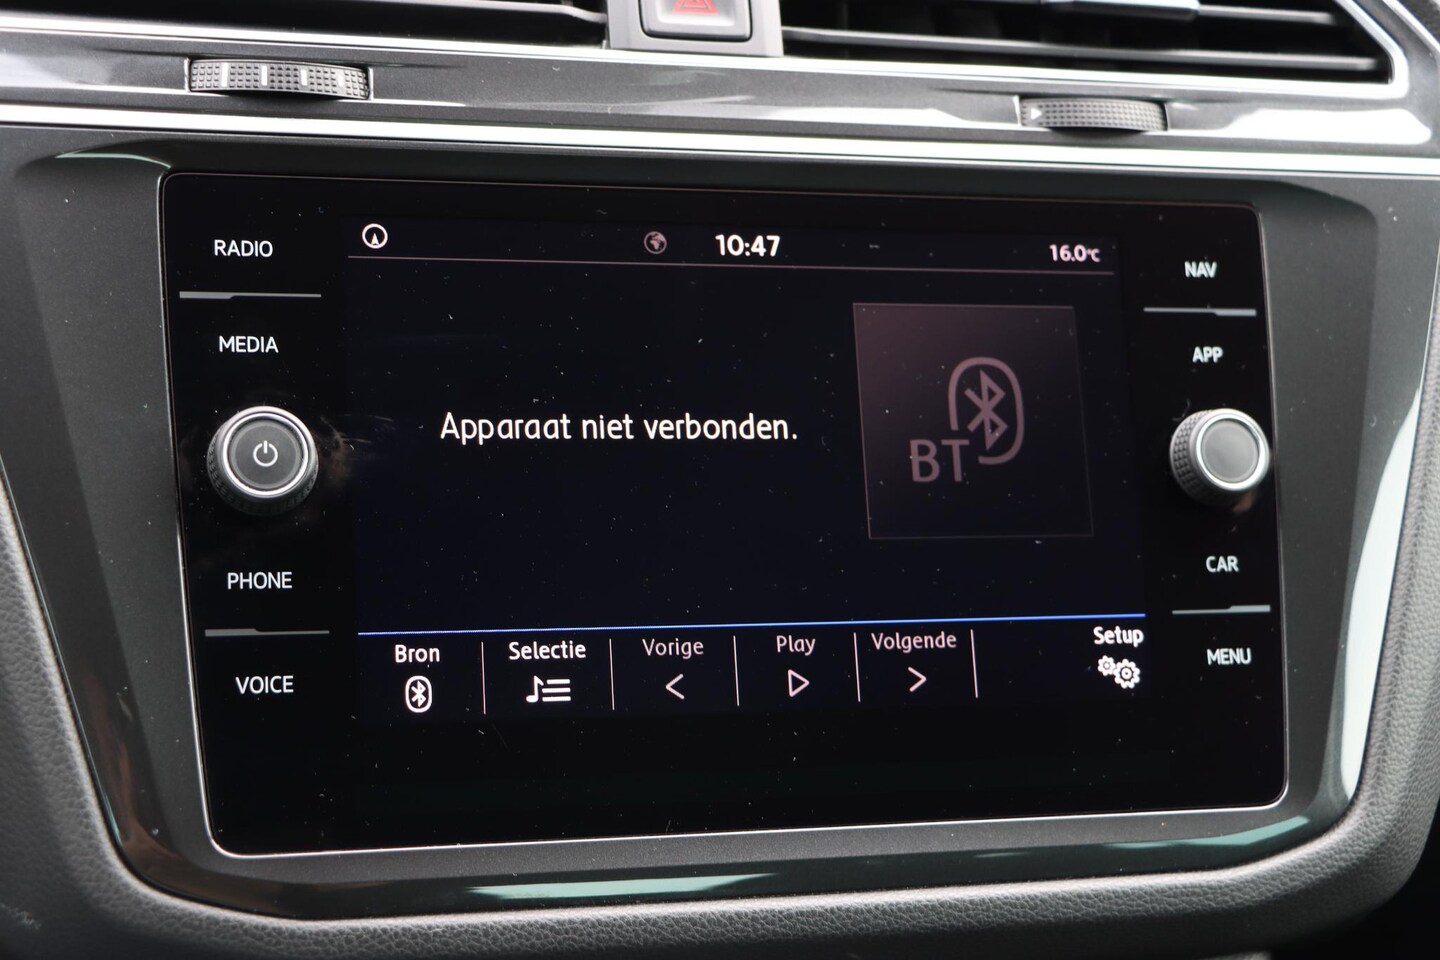 RADIO
MEDIA
PHONE
VOICE
10:47
16.0°C
Apparaat niet verbonden.
BT
Bron
Selectie
Vorige
Play
Volgende
Setup
NAV
APP
CAR
MENU